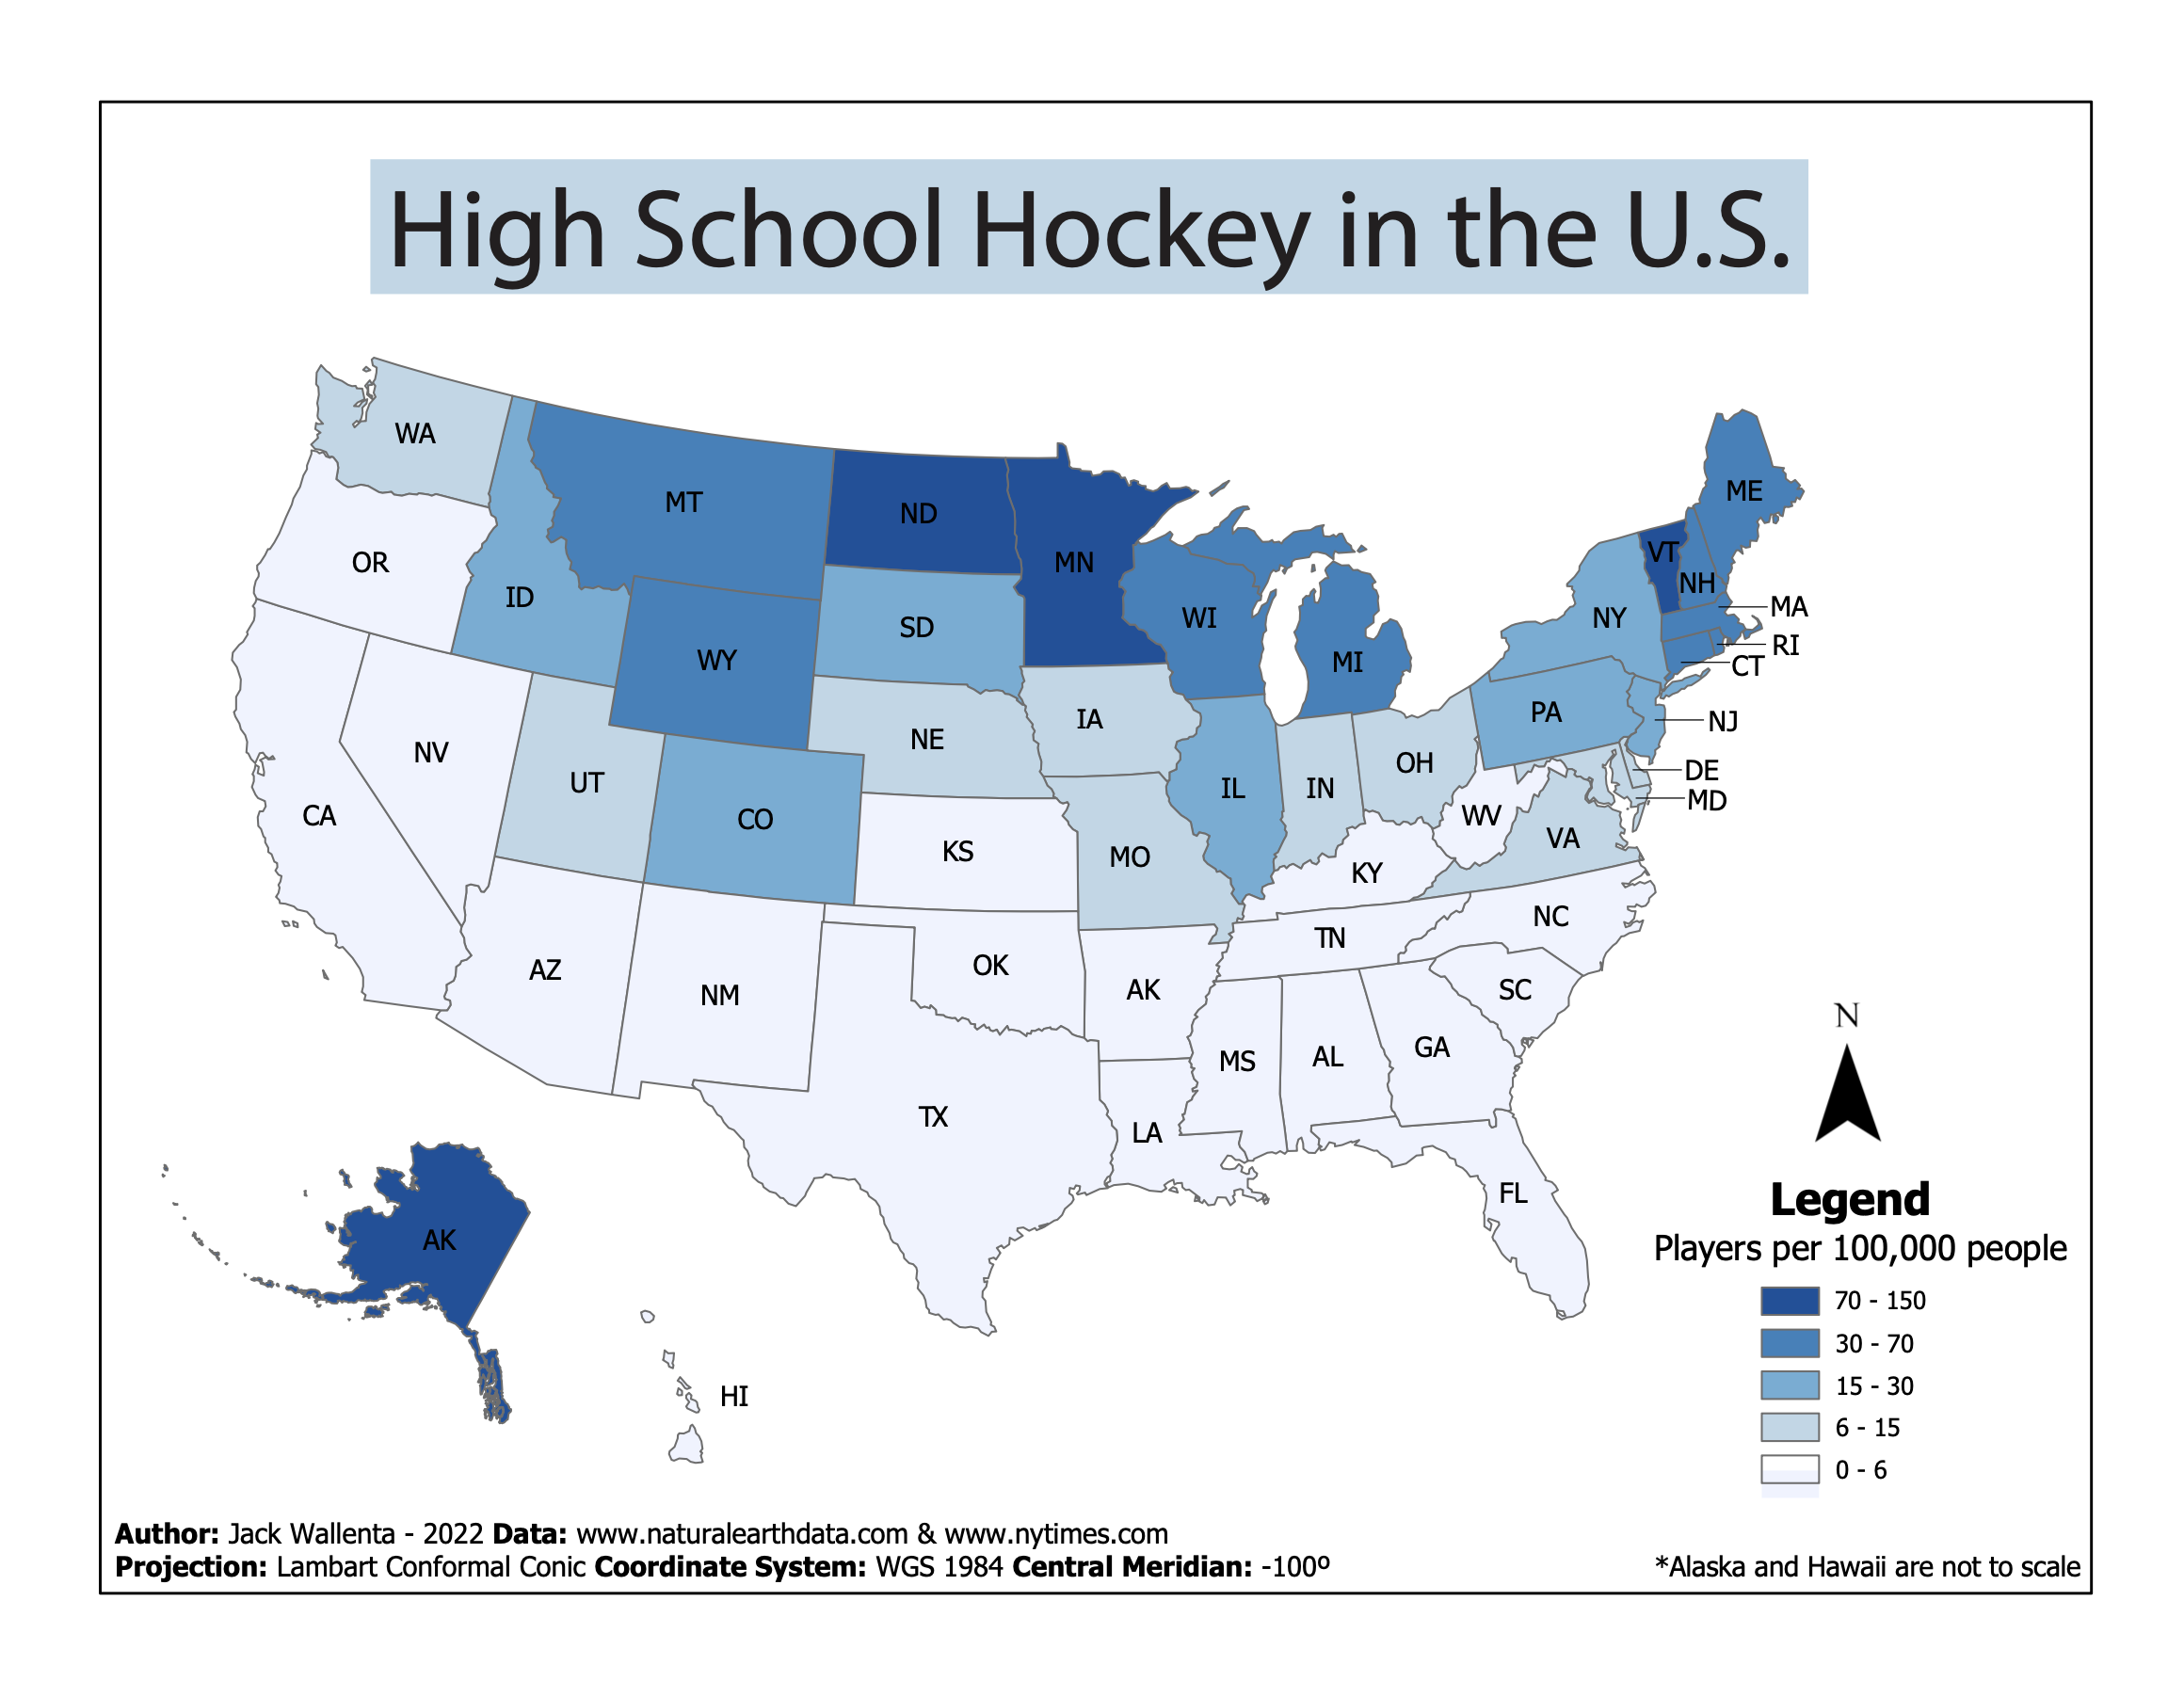 High School Hockey in the U.S.
WA
MT
ND
MN
ME
OR
ID
SD
WI
VT
NH
MA
NY
RI
WY
MI
CT
IA
PA
NJ
NV
NE
UT
OH
DE
IL
IN
MD
CA
CO
WV
VA
KS
MO
KY
NC
TN
AZ
OK
NM
AK
SC
N
MS
AL
GA
TX
LA
FL
AK
HI
Legend
Players per 100,000 people
70 - 150
30 - 70
15 - 30
6 - 15
0 - 6
Author: Jack Wallenta - 2022 Data: www.naturalearthdata.com & www.nytimes.com
Projection: Lambart Conformal Conic Coordinate System: WGS 1984 Central Meridian: -100º
*Alaska and Hawaii are not to scale